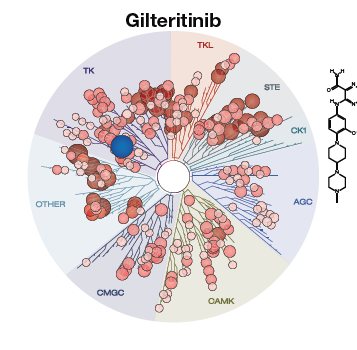 Gilteritinib
TKL
TK
STE
CK1
AGC
OTHER
CMGC
CAMK